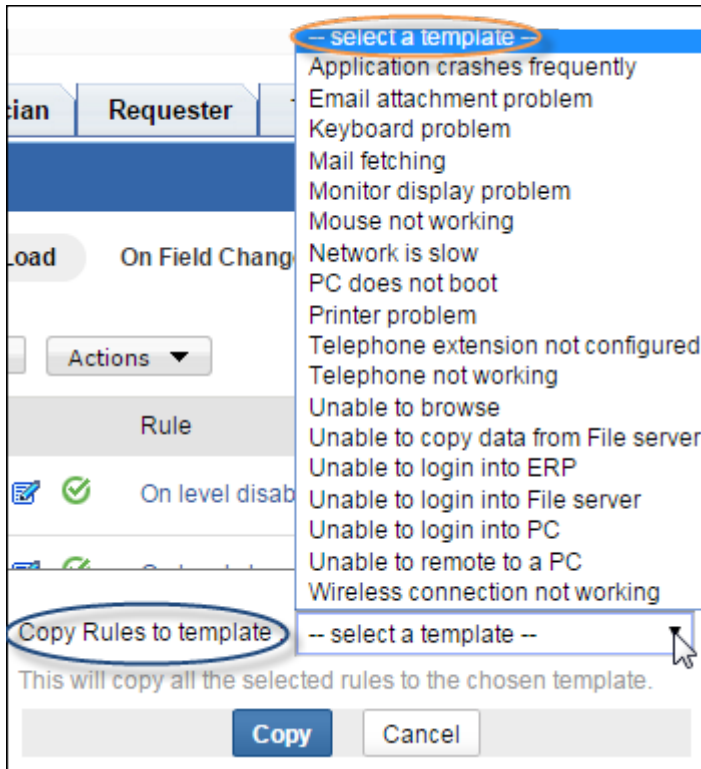 -- select a template --
Application crashes frequently
Email attachment problem
Keyboard problem
Mail fetching
Monitor display problem
Mouse not working
Network is slow
PC does not boot
Printer problem
Telephone extension not configured
Telephone not working
Unable to browse
Unable to copy data from File server
Unable to login into ERP
Unable to login into File server
Unable to login into PC
Unable to remote to a PC
Wireless connection not working
cian Requester
Load On Field Chang
Actions
Rule
On level disab
Copy Rules to template -- select a template --
This will copy all the selected rules to the chosen template.
Copy Cancel